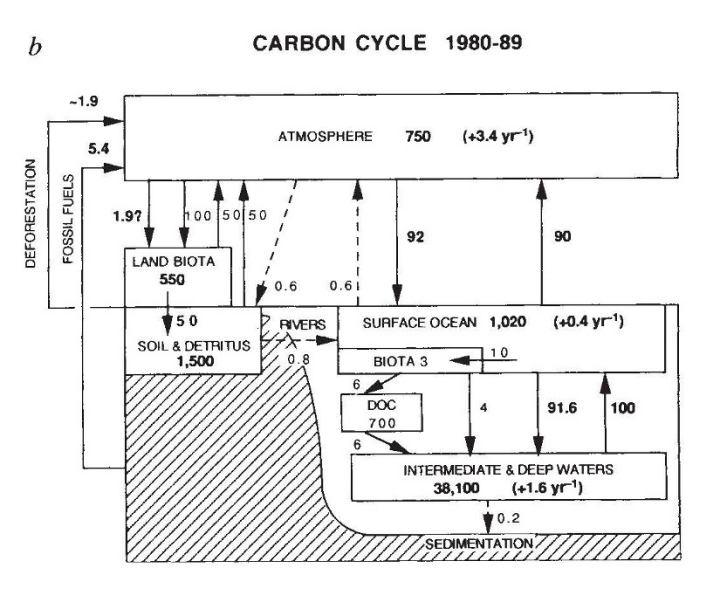 b
CARBON CYCLE 1980-89
~1.9
5.4
DEFORESTATION
FOSSIL FUELS
ATMOSPHERE 750 (+3.4 yr⁻¹)
1.9?
100
50
50
92
90
LAND BIOTA
550
0.6
0.6
50
SOIL & DETRITUS
1,500
RIVERS
0.8
SURFACE OCEAN 1,020 (+0.4 yr⁻¹)
BIOTA 3
10
6
DOC
700
6
4
91.6
100
INTERMEDIATE & DEEP WATERS
38,100 (+1.6 yr⁻¹)
0.2
SEDIMENTATION